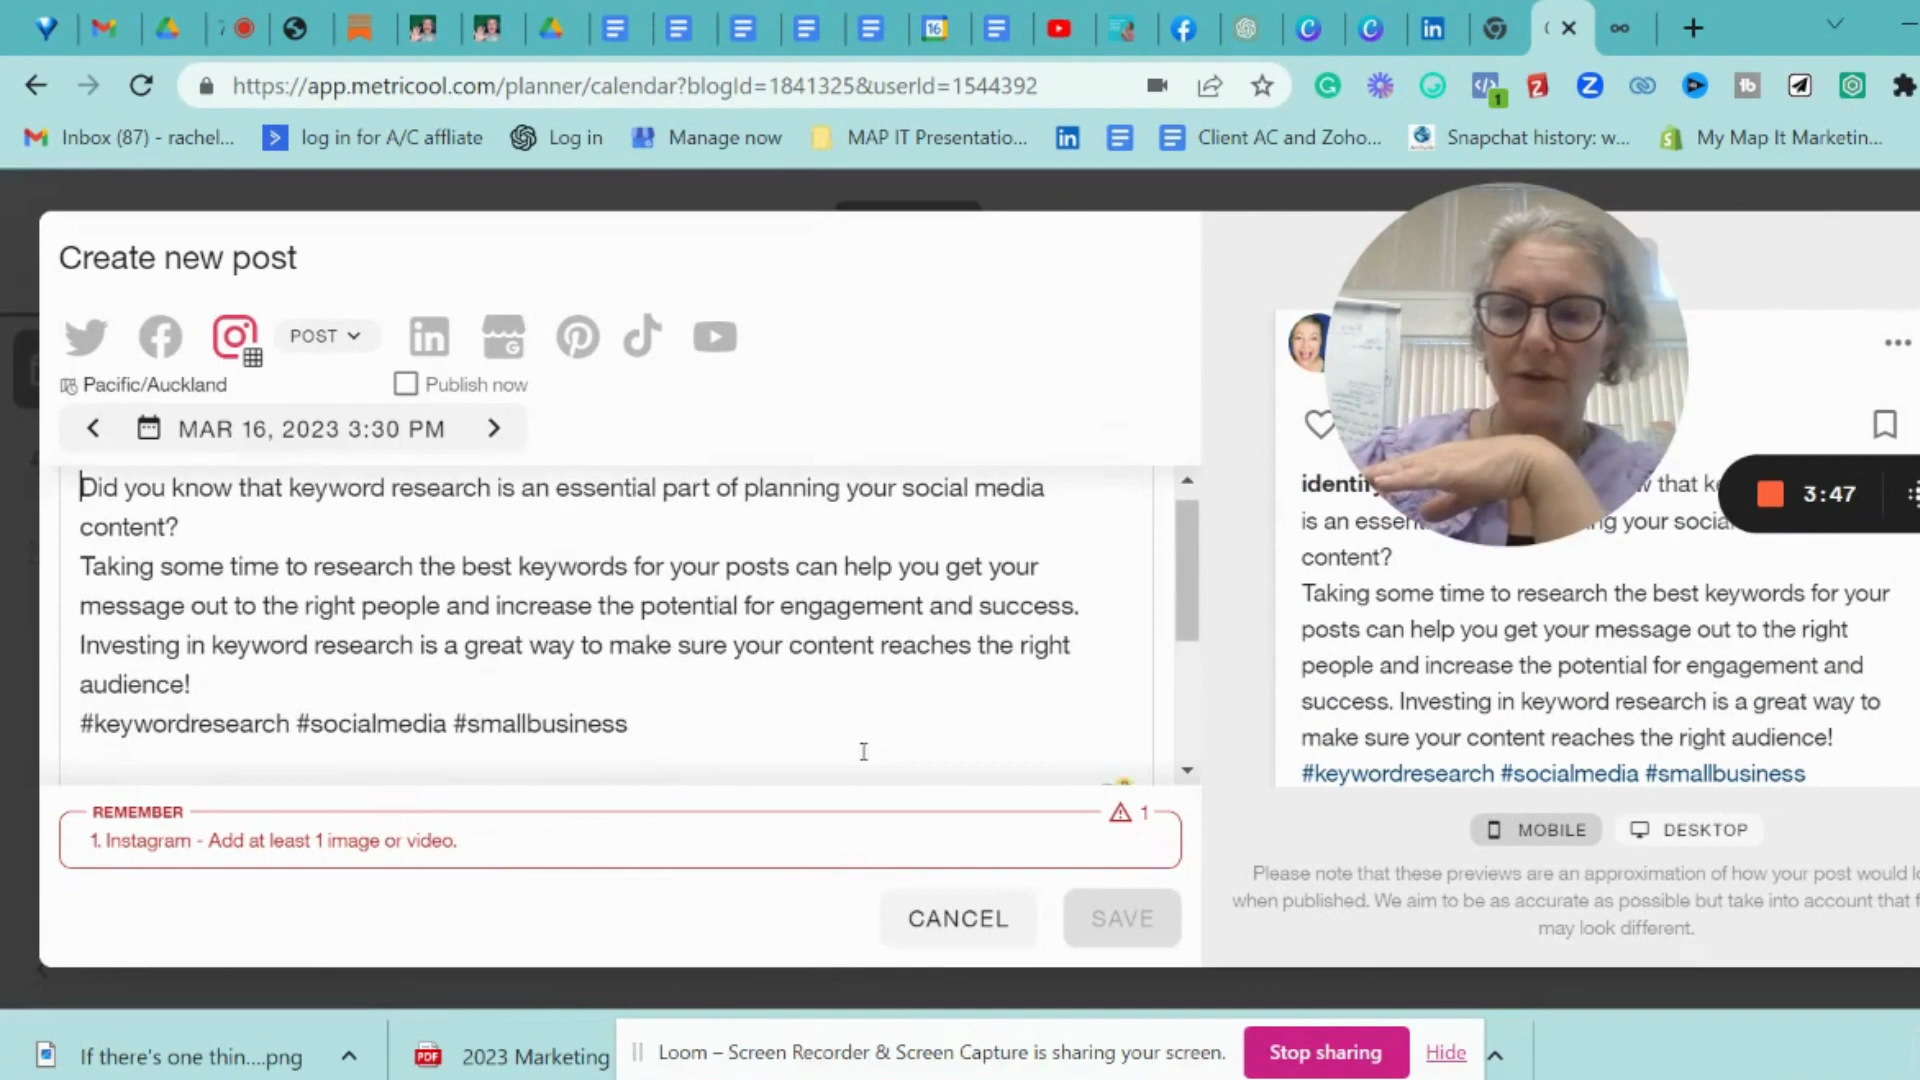 https://app.metricool.com/planner/calendar?blogId=1841325&userId=1544392
Inbox (87) - rachel...
log in for A/C affliate
Log in
Manage now
MAP IT Presentatio...
Client AC and Zoho...
Snapchat history: w...
My Map It Marketin...
Create new post
POST
Pacific/Auckland
Publish now
MAR 16, 2023 3:30 PM
Did you know that keyword research is an essential part of planning your social media
content?
Taking some time to research the best keywords for your posts can help you get your
message out to the right people and increase the potential for engagement and success.
Investing in keyword research is a great way to make sure your content reaches the right
audience!
#keywordresearch #socialmedia #smallbusiness
REMEMBER
1
1. Instagram - Add at least 1 image or video.
CANCEL
SAVE
that
3:47
is an
your
content?
Taking some time to research the best keywords for your
posts can help you get your message out to the right
people and increase the potential for engagement and
success. Investing in keyword research is a great way to
make sure your content reaches the right audience!
#keywordresearch #socialmedia #smallbusiness
MOBILE
DESKTOP
Please note that these previews are an approximation of how your post would
when published. We aim to be as accurate as possible but take into account that
may look different.
If there's one thin....png
2023 Marketing
Loom – Screen Recorder & Screen Capture is sharing your screen.
Stop sharing
Hide